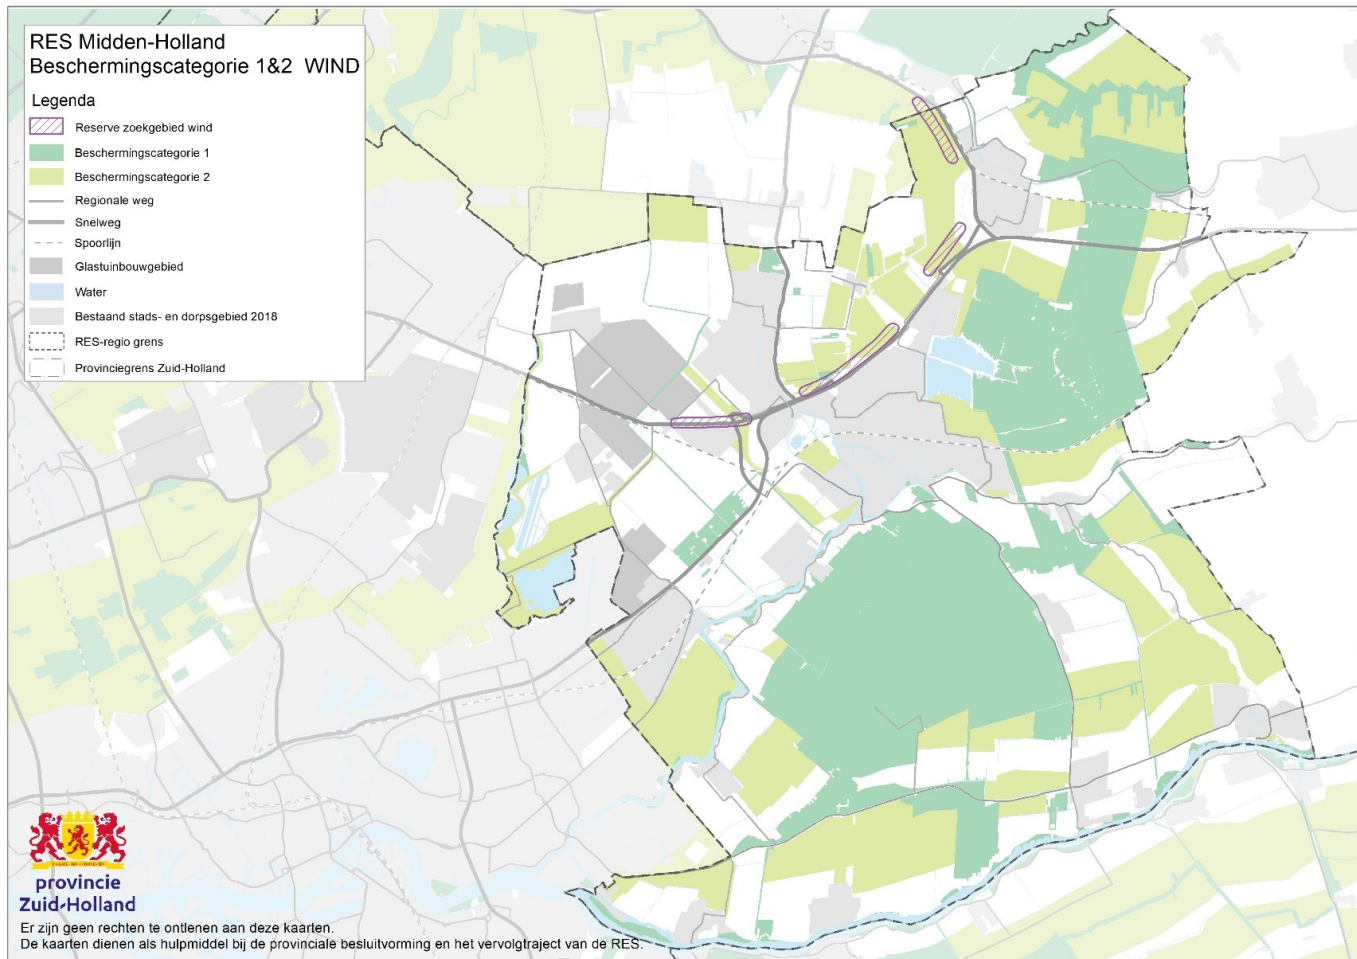 RES Midden-Holland
Beschermingscategorie 1&2 WIND
Legenda
Reserve zoekgebied wind
Beschermingscategorie 1
Beschermingscategorie 2
Regionale weg
Snelweg
Spoorlijn
Glastuinbouwgebied
Water
Bestaand stads- en dorpsgebied 2018
RES-regio grens
Provinciegrens Zuid-Holland
provincie
Zuid-Holland
Er zijn geen rechten te ontlenen aan deze kaarten.
De kaarten dienen als hulpmiddel bij de provinciale besluitvorming en het vervolgtraject van de RES.